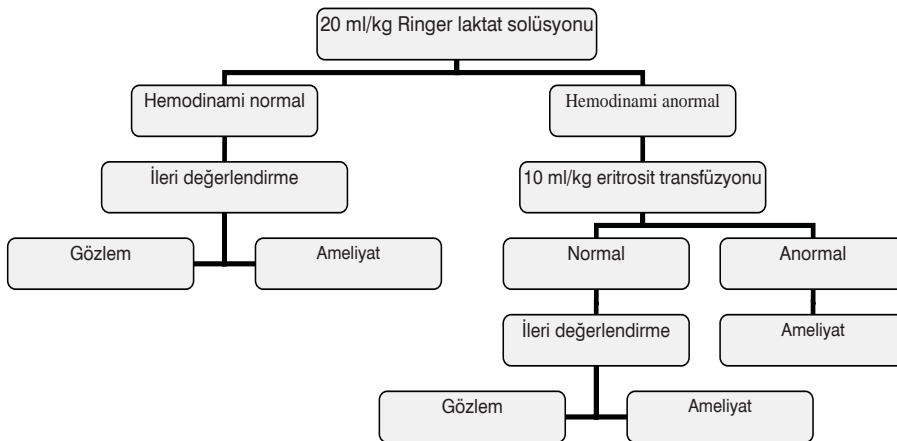 20 ml/kg Ringer laktat solüsyonu
Hemodinami normal
Hemodinami anormal
İleri değerlendirme
10 ml/kg eritrosit transfüzyonu
Gözlem
Ameliyat
Normal
Anormal
İleri değerlendirme
Ameliyat
Gözlem
Ameliyat